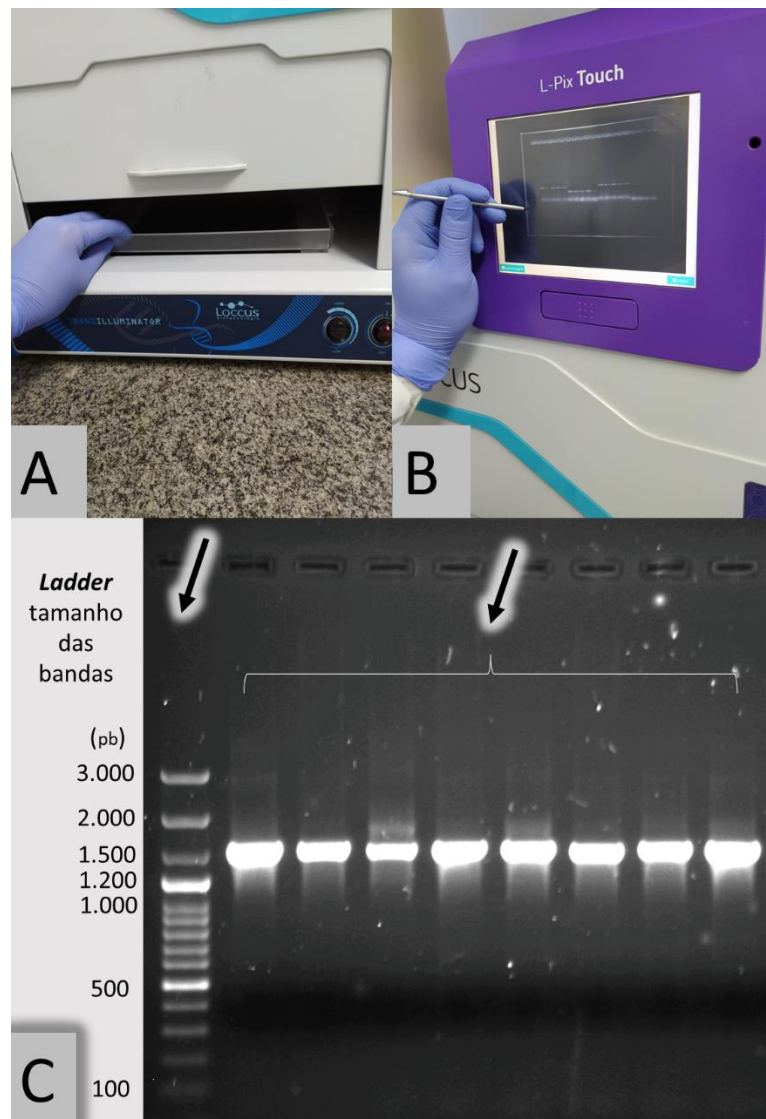 L-Pix Touch
TRANSILLUMINATOR
Loccus
CUS
A
B
Ladder
tamanho
das
bandas
(pb)
3.000
2.000
1.500
1.200
1.000
500
100
C